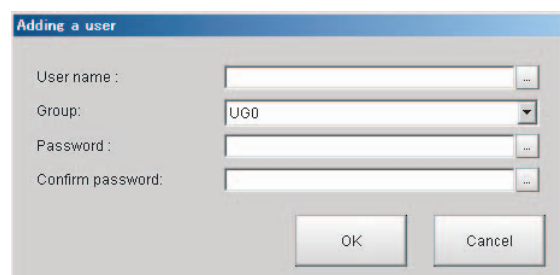 Adding a user
User name :
...
Group:
UG0
Password :
...
Confirm password:
...
OK
Cancel